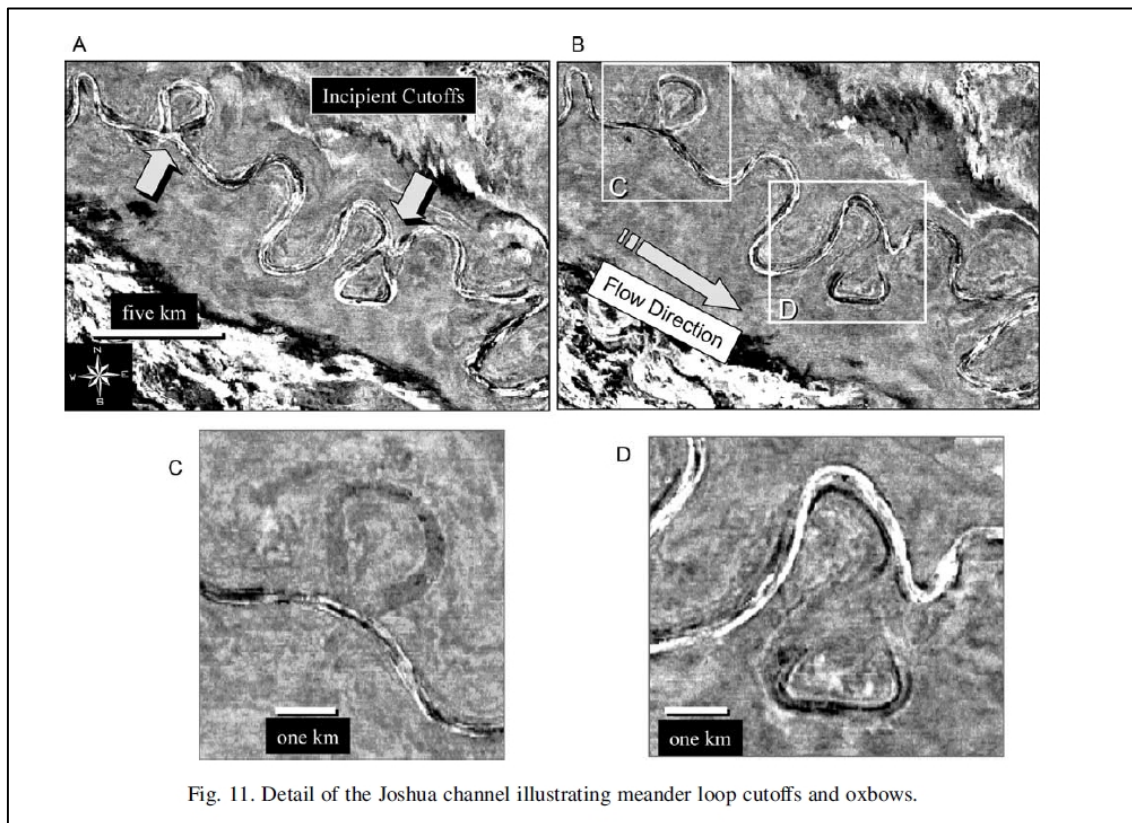 A
B
Incipient Cutoffs
C
five km
N
W E
S
Flow Direction
D
C
D
one km
one km
Fig. 11. Detail of the Joshua channel illustrating meander loop cutoffs and oxbows.